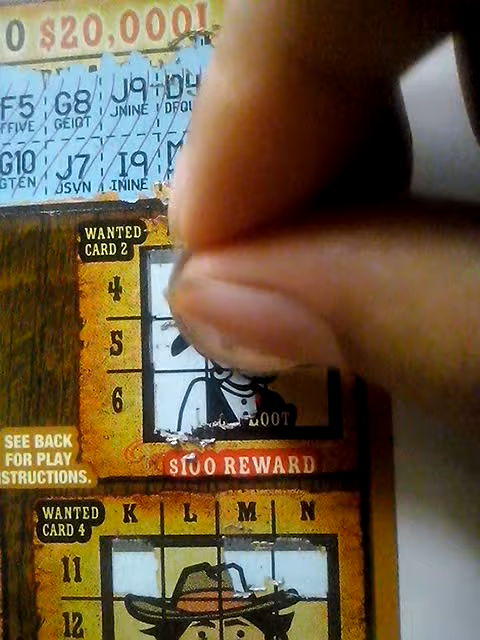 O $20,000!
F5 G8 J9 D4
FFIVE GEIGT JNINE
G10 J7 I9
GTEN JSVN ININE
WANTED
CARD 2
4
5
6
LOOT
SEE BACK
FOR PLAY
INSTRUCTIONS.
$100 REWARD
WANTED
CARD 4
K L M N
11
12